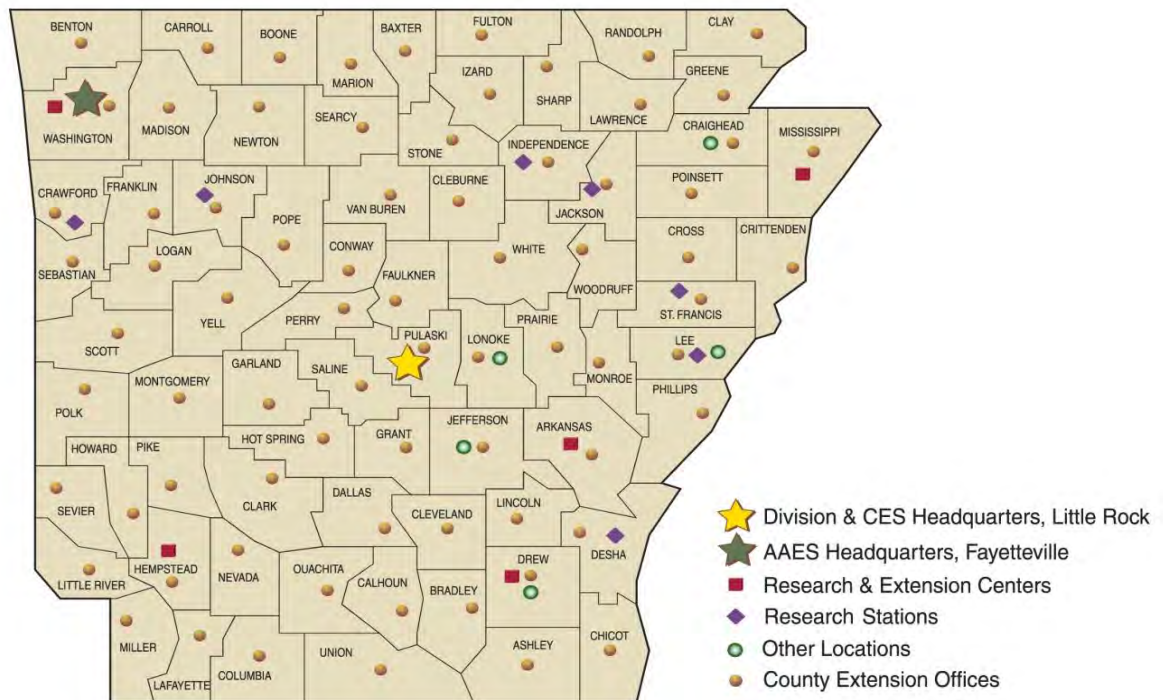 BENTON
CARROLL
BOONE
BAXTER
FULTON
RANDOLPH
CLAY
MARION
IZARD
SHARP
GREENE
LAWRENCE
WASHINGTON
MADISON
NEWTON
SEARCY
STONE
INDEPENDENCE
CRAIGHEAD
MISSISSIPPI
CRAWFORD
FRANKLIN
JOHNSON
POPE
VAN BUREN
CLEBURNE
JACKSON
POINSETT
LOGAN
CONWAY
WHITE
CROSS
CRITTENDEN
SEBASTIAN
FAULKNER
WOODRUFF
YELL
PERRY
PRAIRIE
ST. FRANCIS
SCOTT
PULASKI
LONOKE
LEE
GARLAND
SALINE
MONROE
MONTGOMERY
PHILLIPS
POLK
HOWARD
PIKE
HOT SPRING
GRANT
JEFFERSON
ARKANSAS
SEVIER
CLARK
DALLAS
CLEVELAND
LINCOLN
DESHA
LITTLE RIVER
HEMPSTEAD
NEVADA
OUACHITA
CALHOUN
BRADLEY
DREW
MILLER
LAFAYETTE
COLUMBIA
UNION
ASHLEY
CHICOT
Division & CES Headquarters, Little Rock
AAES Headquarters, Fayetteville
Research & Extension Centers
Research Stations
Other Locations
County Extension Offices